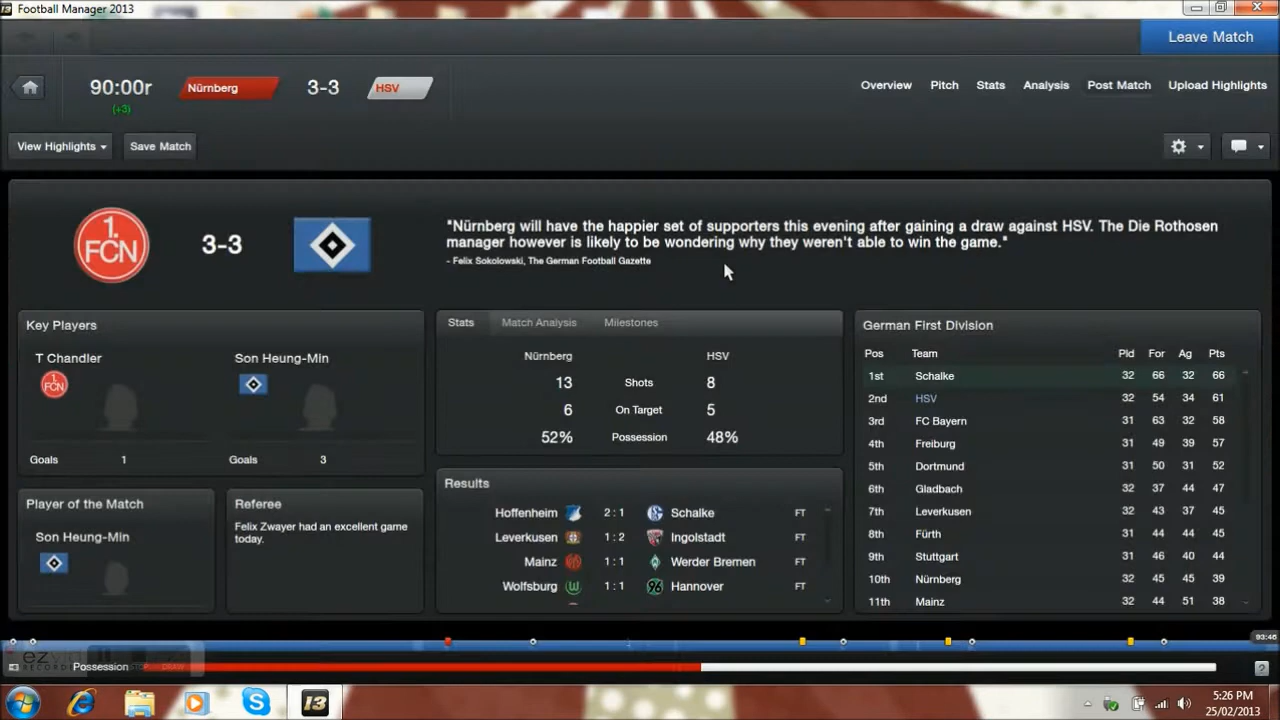 Football Manager 2013
Leave Match
90:00r
(+3)
Nürnberg
3-3
HSV
Overview
Pitch
Stats
Analysis
Post Match
Upload Highlights
View Highlights
Save Match
1.
FCN
3-3
"Nürnberg will have the happier set of supporters this evening after gaining a draw against HSV. The Die Rothosen
manager however is likely to be wondering why they weren't able to win the game."
- Felix Sokolowski, The German Football Gazette
Key Players
T Chandler
Son Heung-Min
Goals 1
Goals 3
Player of the Match
Son Heung-Min
Referee
Felix Zwayer had an excellent game
today.
Stats Match Analysis Milestones
Nürnberg HSV
13 Shots 8
6 On Target 5
52% Possession 48%
Results
Hoffenheim 2:1 Schalke FT
Leverkusen 1:2 Ingolstadt FT
Mainz 1:1 Werder Bremen FT
Wolfsburg 1:1 Hannover FT
German First Division
Pos Team Pld For Ag Pts
1st Schalke 32 66 32 66
2nd HSV 32 54 34 61
3rd FC Bayern 31 63 32 58
4th Freiburg 31 49 39 57
5th Dortmund 31 50 31 52
6th Gladbach 32 37 44 47
7th Leverkusen 32 43 37 45
8th Fürth 31 44 44 45
9th Stuttgart 31 46 40 44
10th Nürnberg 32 45 45 39
11th Mainz 32 44 51 38
93:46
Possession
?
13
5:26 PM
25/02/2013